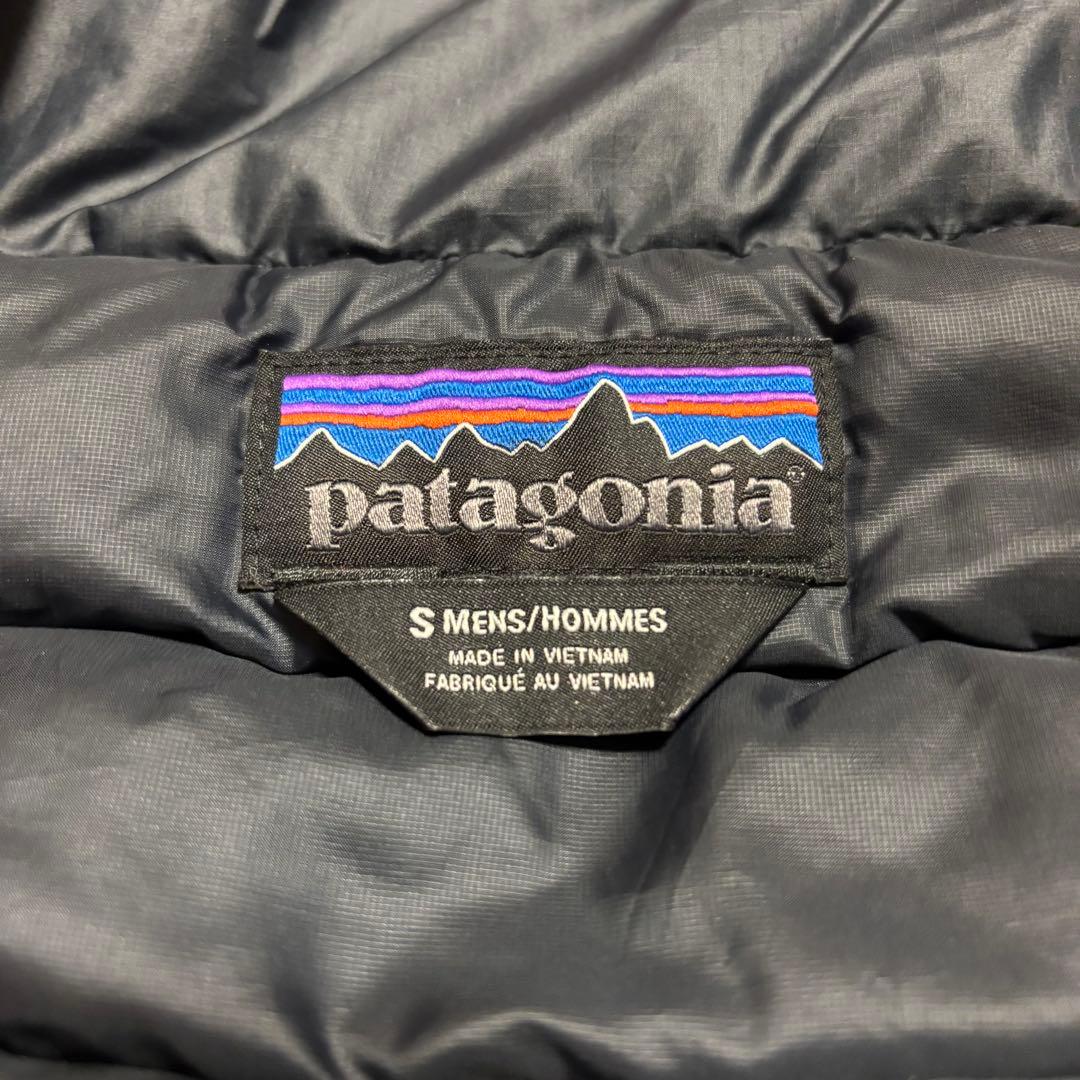 patagonia®
S MENS/HOMMES
MADE IN VIETNAM
FABRIQUÉ AU VIETNAM